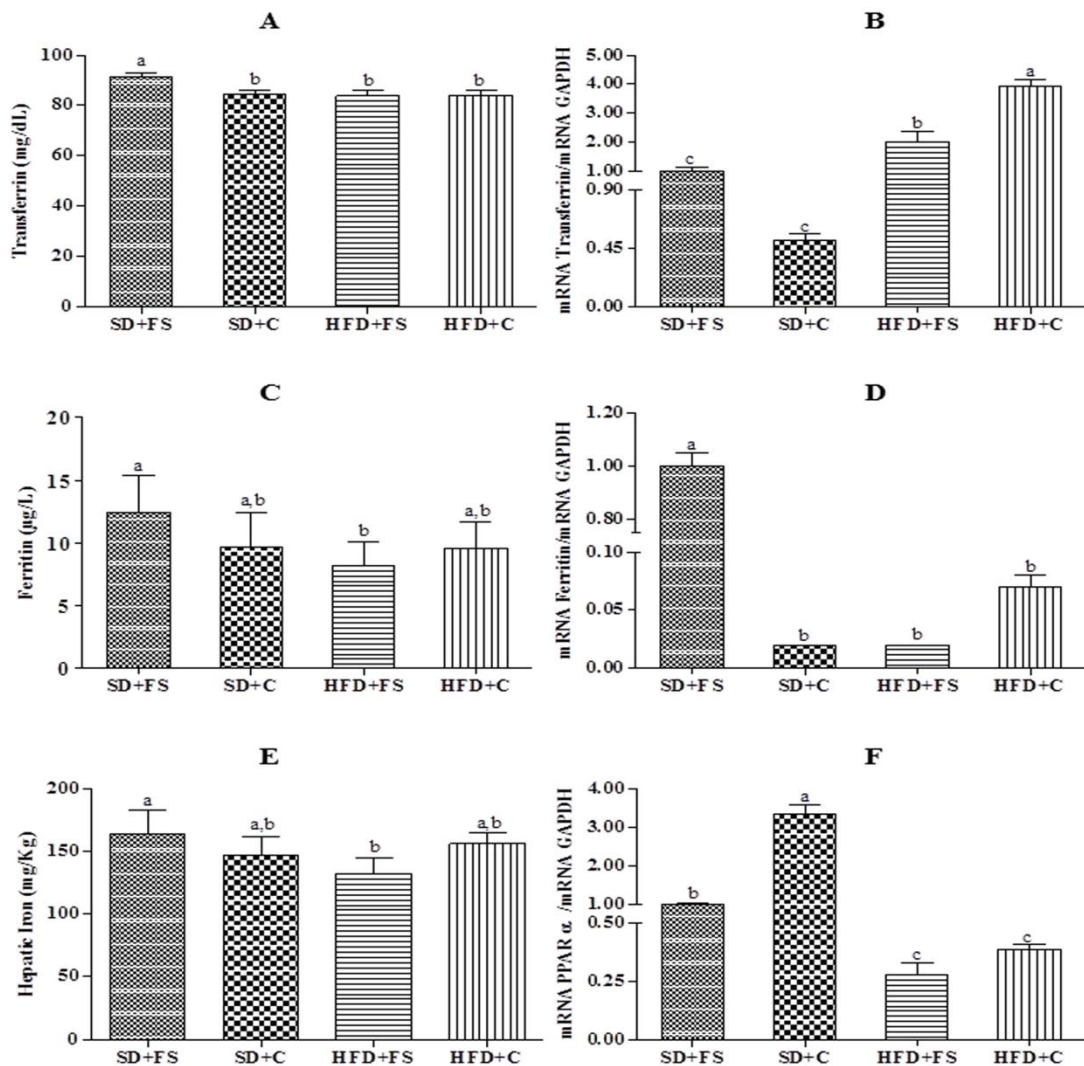 A
Transferrin (mg/dL)
100
80
60
40
20
0
a
b
b
b
SD+FS SD+C HFD+FS HFD+C
B
mRNA Transferrin/mRNA GAPDH
5.00
4.00
3.00
2.00
1.00
0.90
0.45
0.00
c
c
b
a
SD+FS SD+C HFD+FS HFD+C
C
Ferritin (µg/L)
20
15
10
5
0
a
a,b
b
a,b
SD+FS SD+C HFD+FS HFD+C
D
mRNA Ferritin/mRNA GAPDH
1.20
1.00
0.80
0.10
0.05
0.00
a
b
b
b
SD+FS SD+C HFD+FS HFD+C
E
Hepatic Iron (mg/Kg)
200
150
100
50
0
a
a,b
b
a,b
SD+FS SD+C HFD+FS HFD+C
F
mRNA PPAR α /mRNA GAPDH
4.00
3.00
2.00
1.00
0.50
0.25
0.00
b
a
c
c
SD+FS SD+C HFD+FS HFD+C